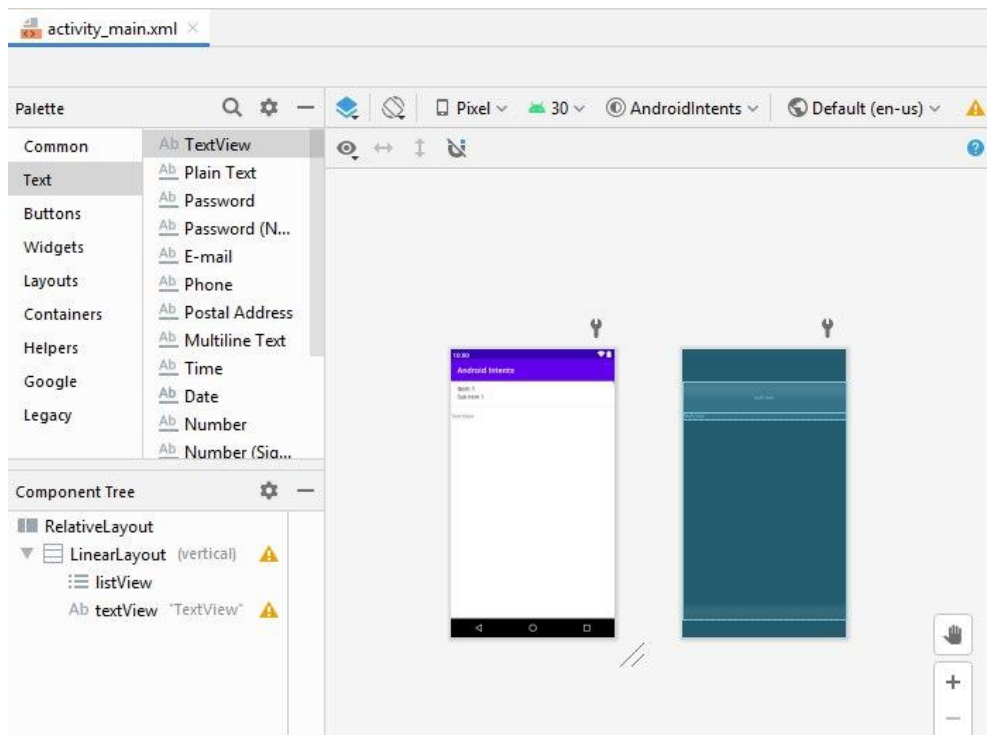 activity_main.xml
Palette
Pixel 30 AndroidIntents Default (en-us)
Common
Text
Buttons
Widgets
Layouts
Containers
Helpers
Google
Legacy
Ab TextView
Ab Plain Text
Ab Password
Ab Password (N...
Ab E-mail
Ab Phone
Ab Postal Address
Ab Multiline Text
Ab Time
Ab Date
Ab Number
Ab Number (Sig...
Android Intents
Item 1
Sub Item 1
Component Tree
RelativeLayout
LinearLayout (vertical)
listView
Ab textView "TextView"